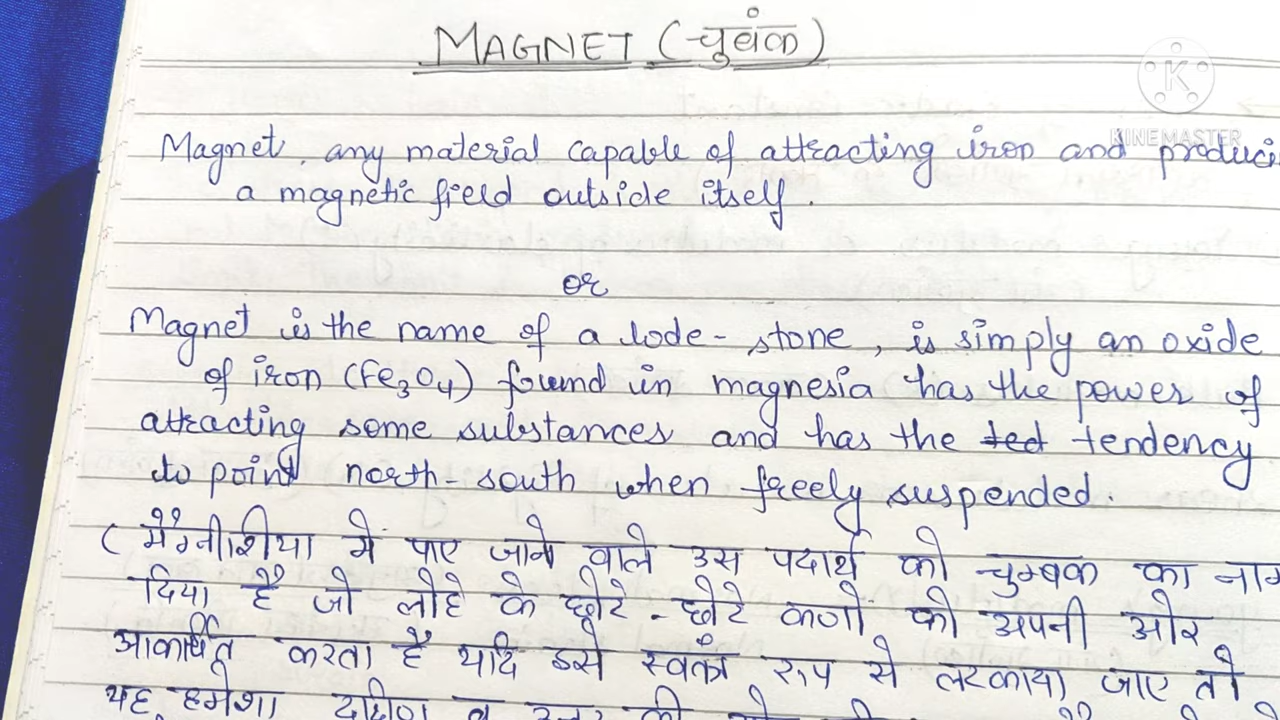 MAGNET (चुबंक)
KINEMASTER
Magnet, any material capable of attracting iron and produci
a magnetic field outside itself.
or
Magnet is the name of a lode-stone, is simply an oxide
of iron (Fe3O4) found in magnesia has the power of
attracting some substances and has the ted tendency
to point north-south when freely suspended.
( मैग्नीशिया में पाए जाने वाले उस पदार्थ को चुम्बक का नाम
दिया है जो लोहे के छोटे-छोटे कणों को अपनी ओर
आकर्षित करता है यदि इसे स्वतंत्र रूप से लटकाया जाए तो
यह हमेशा दक्षिण व उत्तर की